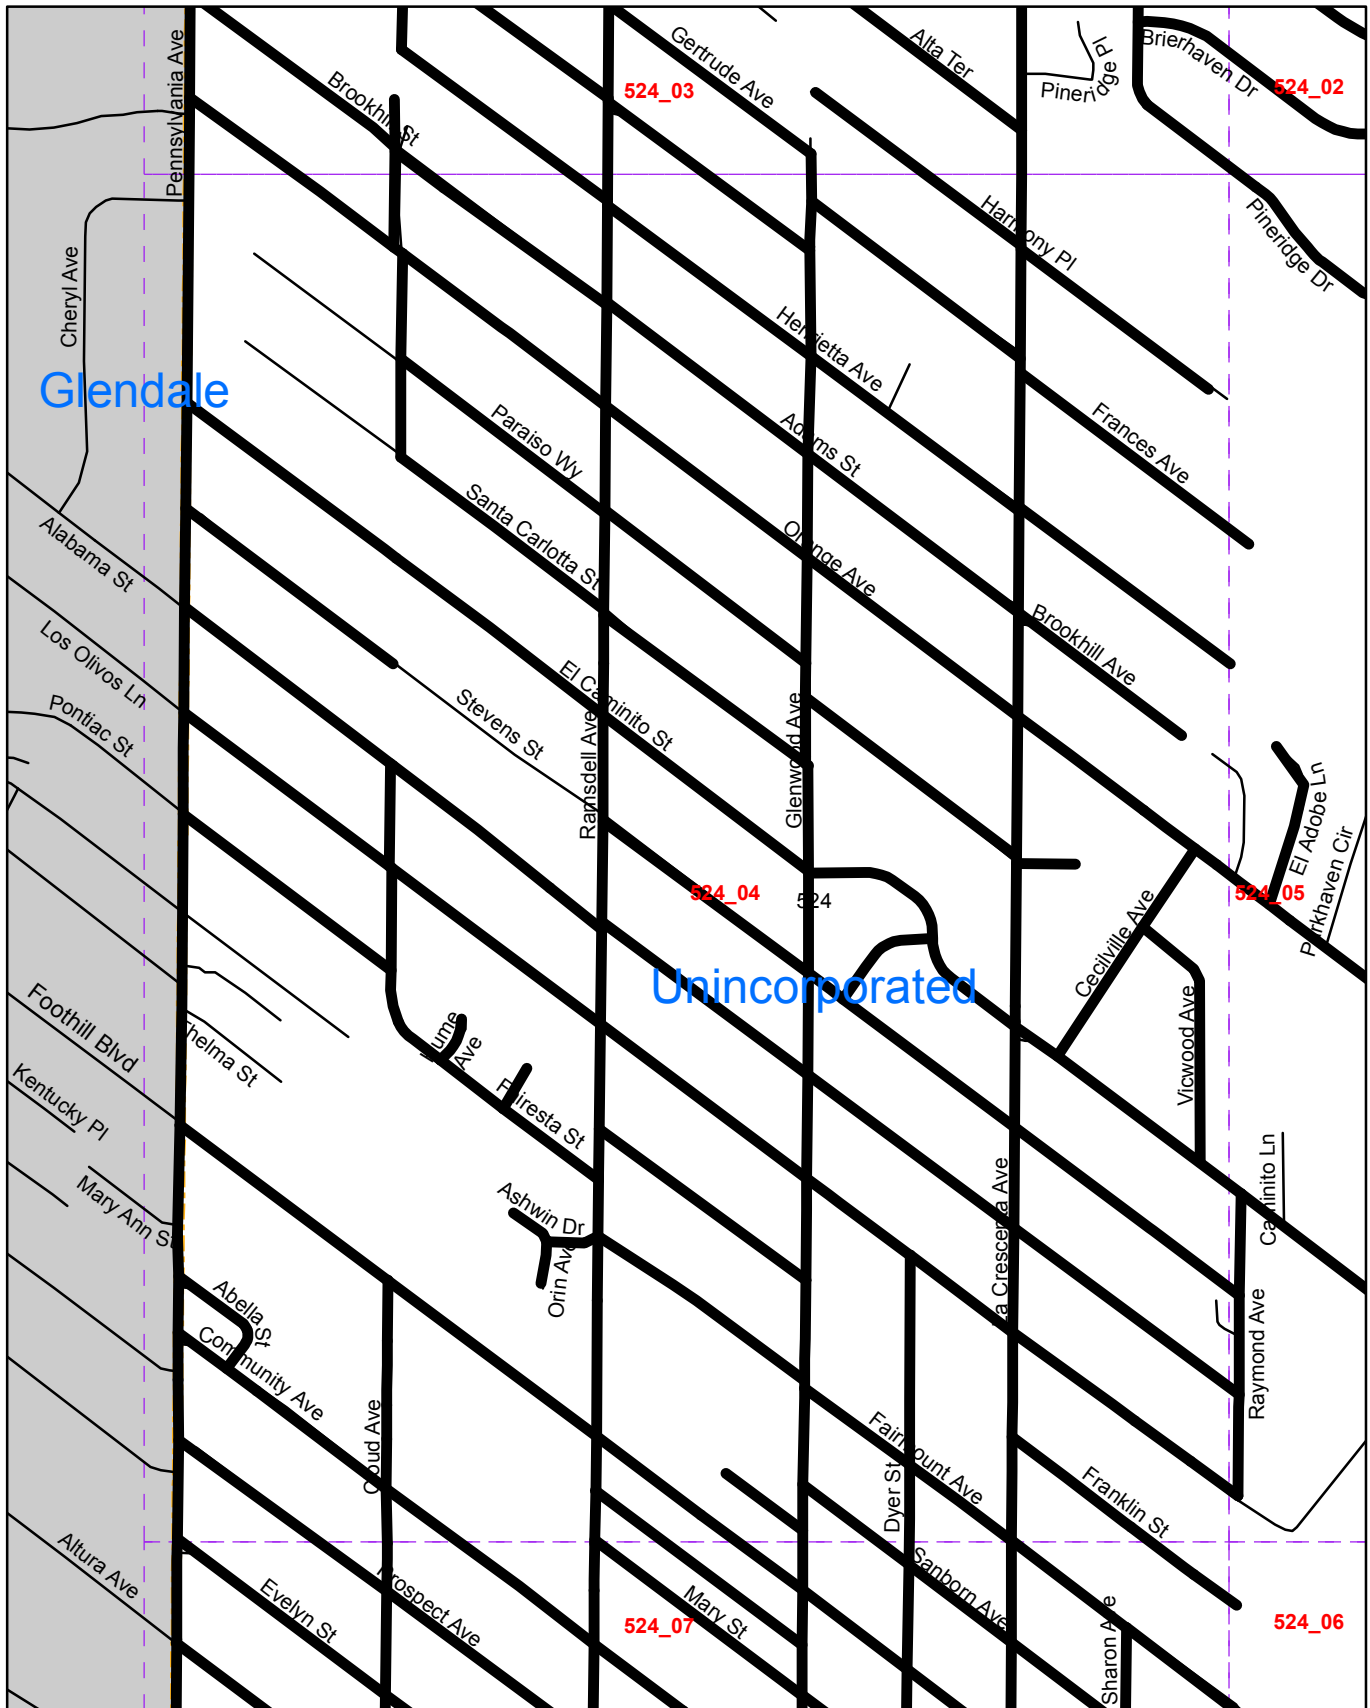 Pennsylvania Ave
Brookhill St
St
524_03
Gertrude Ave
Alta Ter
Pineridge Pl
Brierhaven Dr
524_02
Cheryl Ave
Harmony Pl
Pineridge Dr
Glendale
Henrietta Ave
Paraiso Wy
Adams St
Frances Ave
Santa Carlotta St
Orange Ave
Alabama St
Los Olivos Ln
Pontiac St
Stevens St
El Caminito St
Ramsdell Ave
Glenwood Ave
Brookhill Ave
El Adobe Ln
Parkhaven Cir
524_04
524
524_05
Cecilville Ave
Unincorporated
Foothill Blvd
Thelma St
Ave
Vicwood Ave
Kentucky Pl
Fairesta St
Mary Ann St
Ashwin Dr
Orin Ave
La Crescenta Ave
Caminito Ln
Abella St
Community Ave
Raymond Ave
Cloud Ave
Fairmount Ave
Dyer St
Franklin St
Altura Ave
Evelyn St
Prospect Ave
524_07
Mary St
Sanborn Ave
Sharon Ave
524_06